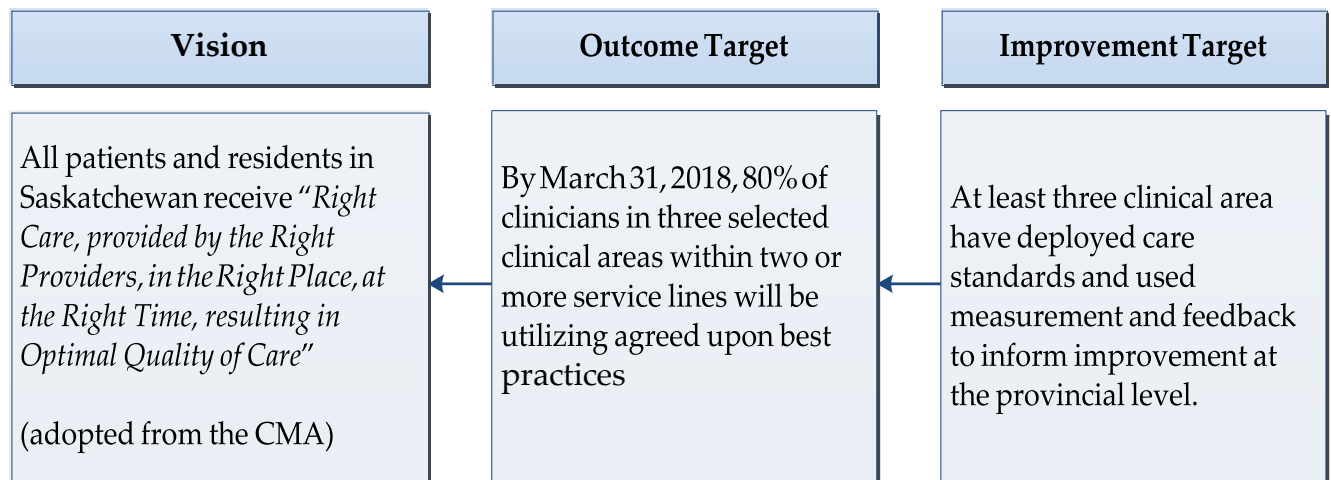 Vision
All patients and residents in
Saskatchewan receive “Right
Care, provided by the Right
Providers, in the Right Place, at
the Right Time, resulting in
Optimal Quality of Care”
(adopted from the CMA)
Outcome Target
By March 31, 2018, 80% of
clinicians in three selected
clinical areas within two or
more service lines will be
utilizing agreed upon best
practices
Improvement Target
At least three clinical area
have deployed care
standards and used
measurement and feedback
to inform improvement at
the provincial level.